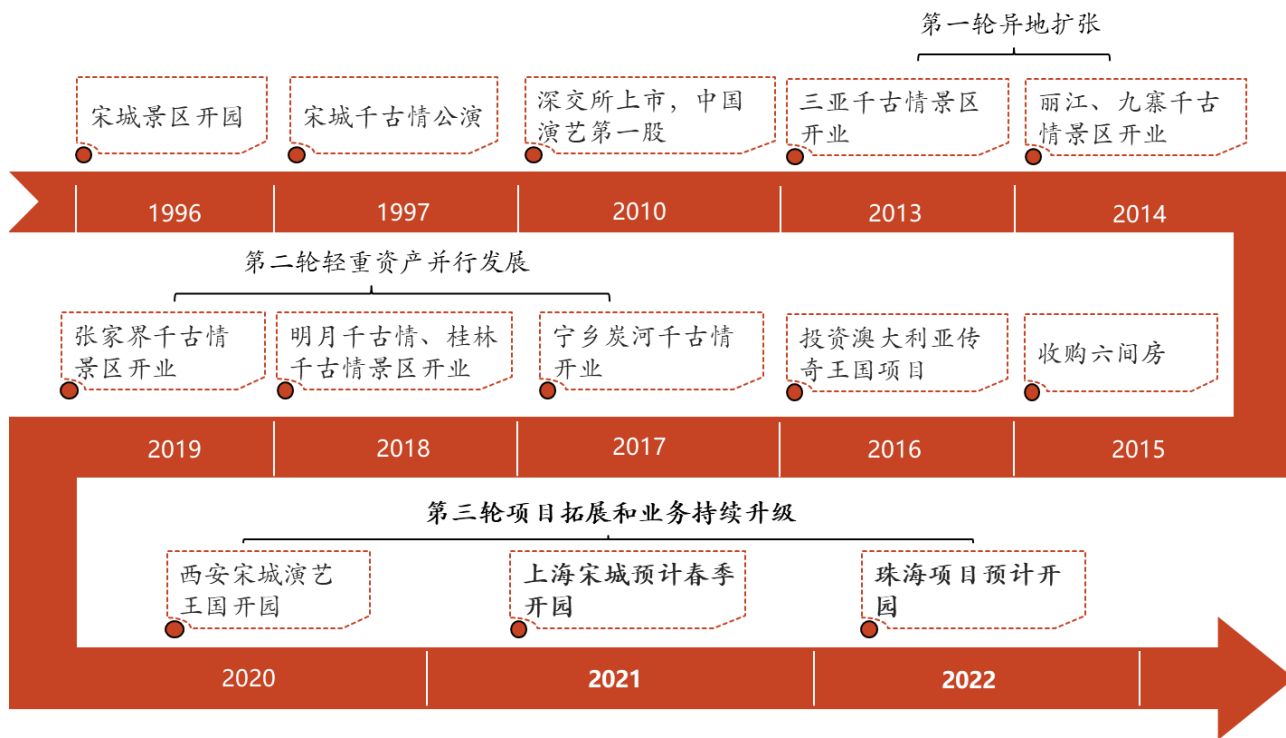 第一轮异地扩张
宋城景区开园
宋城千古情公演
深交所上市，中国
演艺第一股
三亚千古情景区
开业
丽江、九寨千古
情景区开业
1996
1997
2010
2013
2014
第二轮轻重资产并行发展
张家界千古情
景区开业
明月千古情、桂林
千古情景区开业
宁乡炭河千古情
开业
投资澳大利亚传
奇王国项目
收购六间房
2019
2018
2017
2016
2015
第三轮项目拓展和业务持续升级
西安宋城演艺
王国开园
上海宋城预计春季
开园
珠海项目预计开
园
2020
2021
2022